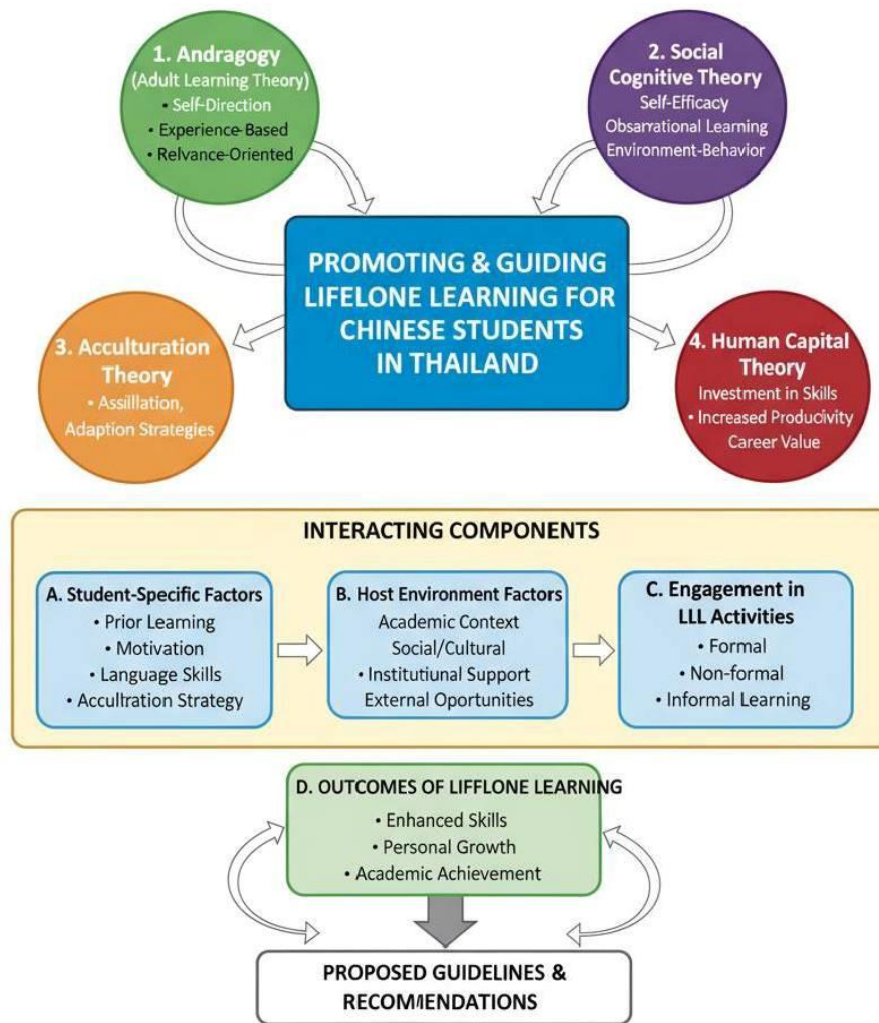 1. Andragogy
(Adult Learning Theory)
• Self-Direction
• Experience-Based
• Relvance-Oriented
2. Social
Cognitive Theory
Self-Efficacy
Obsarrational Learning
Environment-Behavior
PROMOTING & GUIDING
LIFELONE LEARNING FOR
CHINESE STUDENTS
IN THAILAND
3. Acculturation
Theory
• Assillation,
Adaption Strategies
4. Human Capital
Theory
Investment in Skills
• Increased Productivity
Career Value
INTERACTING COMPONENTS
A. Student-Specific Factors
• Prior Learning
• Motivation
• Language Skills
• Accultration Strategy
B. Host Environment Factors
Academic Context
Social/Cultural
• Institutional Support
External Oportunities
C. Engagement in
LLL Activities
• Formal
• Non-formal
• Informal Learning
D. OUTCOMES OF LIFFLONE LEARNING
• Enhanced Skills
• Personal Growth
• Academic Achievement
PROPOSED GUIDELINES &
RECOMMENDATIONS